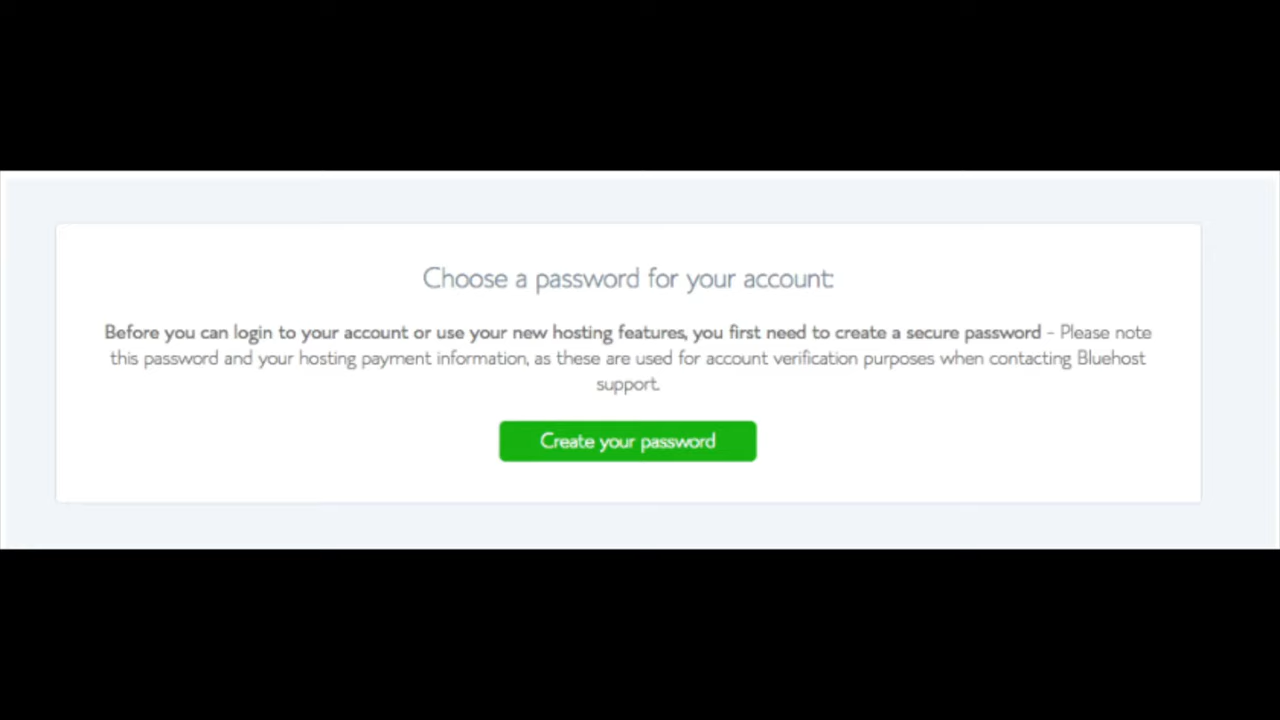 Choose a password for your account:
Before you can login to your account or use your new hosting features, you first need to create a secure password - Please note
this password and your hosting payment information, as these are used for account verification purposes when contacting Bluehost
support.
Create your password